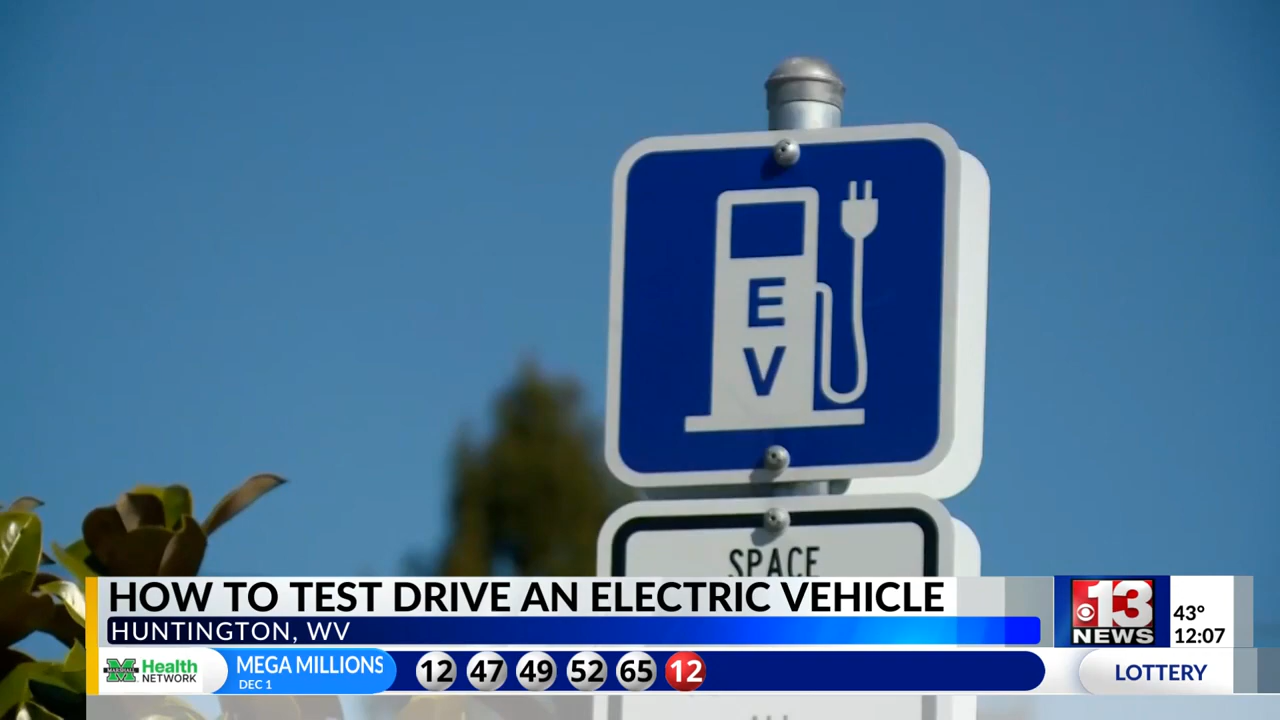 E
V
SPACE
HOW TO TEST DRIVE AN ELECTRIC VEHICLE
HUNTINGTON, WV
13
NEWS
43°
12:07
MARSHALL
Health
NETWORK
MEGA MILLIONS
DEC 1
12 47 49 52 65 12
LOTTERY